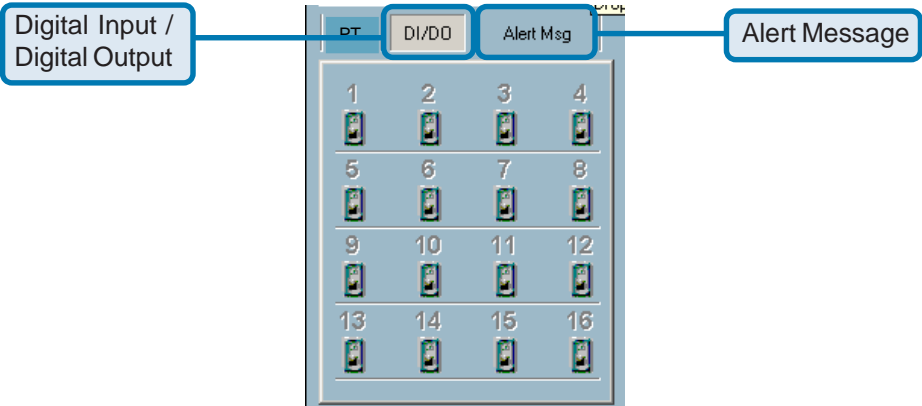 Digital Input /
Digital Output
PT
DI/DO
Alert Msg
Alert Message
1 2 3 4
5 6 7 8
9 10 11 12
13 14 15 16